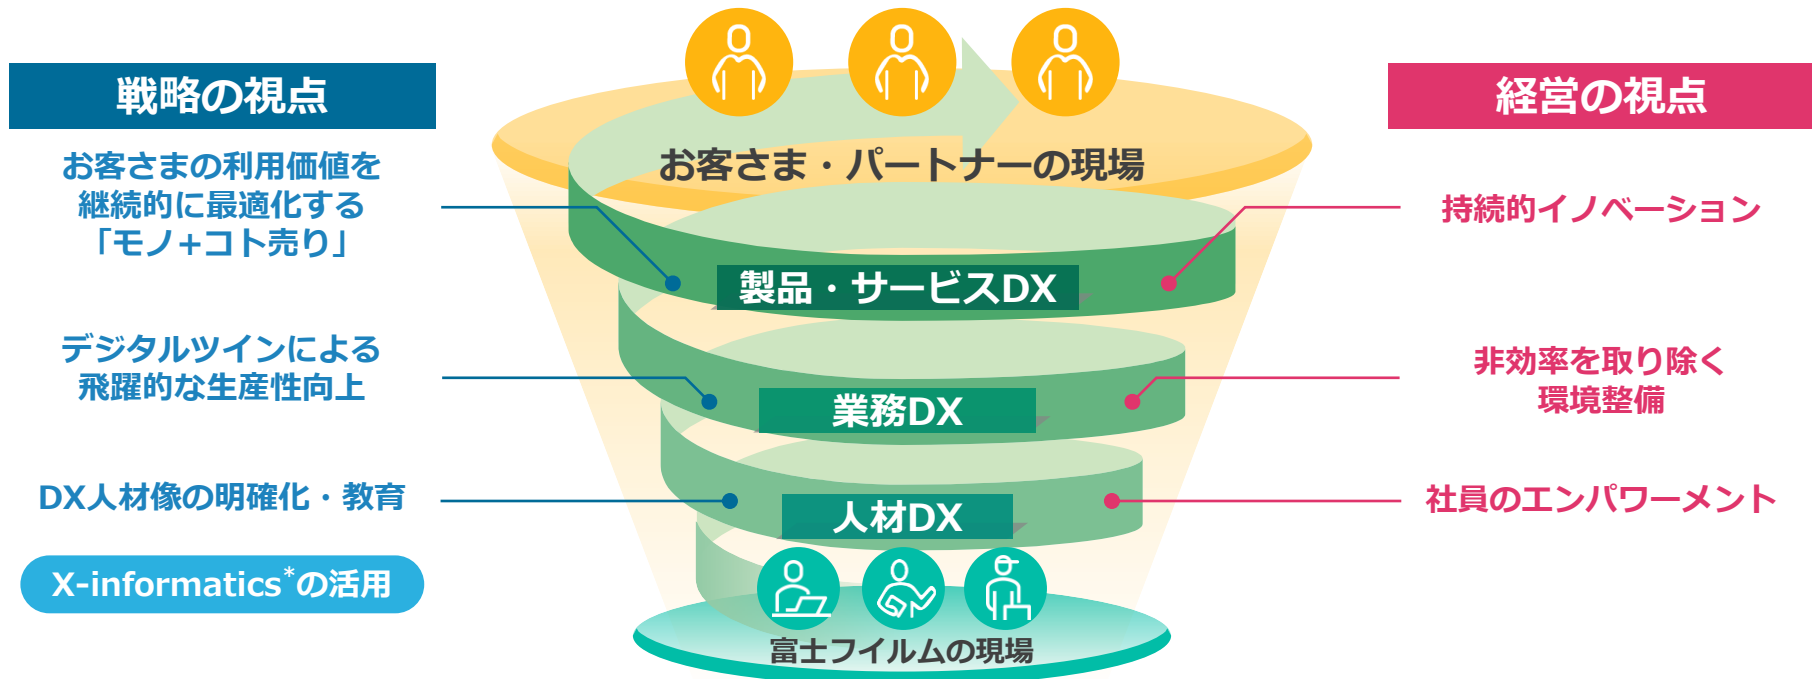 戦略の視点
お客さまの利用価値を
継続的に最適化する
「モノ+コト売り」
デジタルツインによる
飛躍的な生産性向上
DX人材像の明確化・教育
X-informatics*の活用
お客さま・パートナーの現場
製品・サービスDX
業務DX
人材DX
富士フイルムの現場
経営の視点
持続的イノベーション
非効率を取り除く
環境整備
社員のエンパワーメント